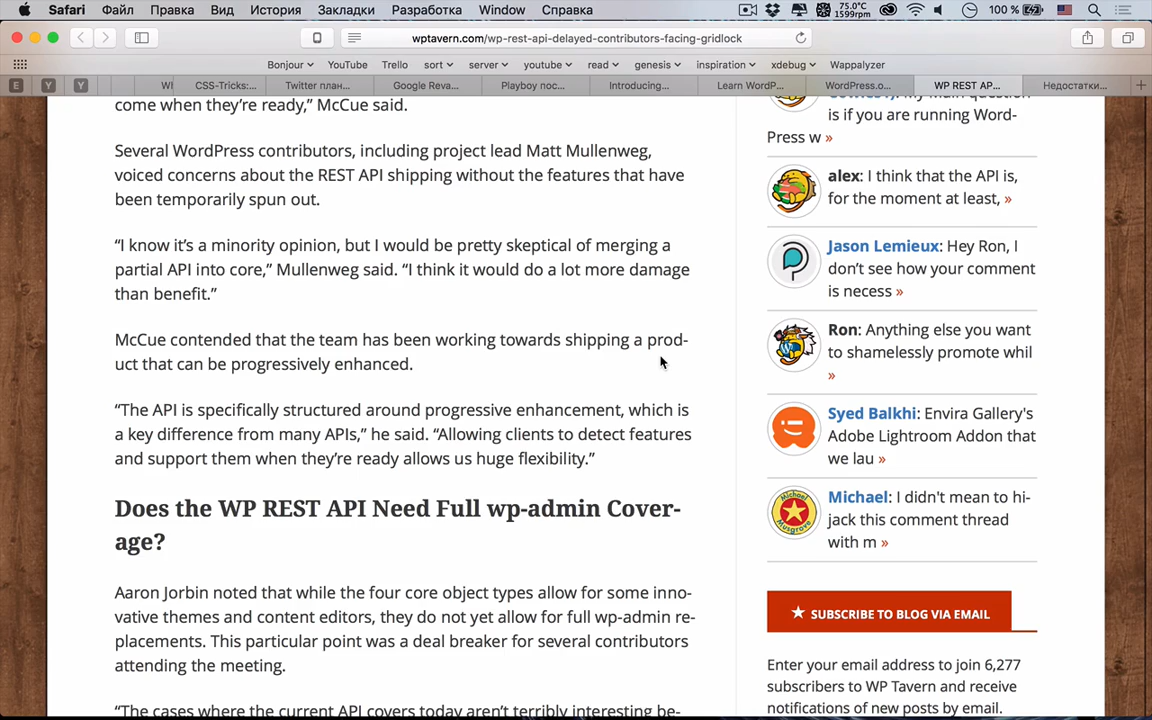 Safari Файл Правка Вид История Закладки Разработка Window Справка 75.0°C 1599rpm 100 %
wptavern.com/wp-rest-api-delayed-contributors-facing-gridlock
Bonjour YouTube Trello sort server youtube read genesis inspiration xdebug Wappalyzer
E Y Y W CSS-Tricks:... Twitter план... Google Reva... Playboy пос... Introducing... Learn WordP... WordPress.o... WP REST AP... Недостатки...
come when they're ready,” McCue said.
Several WordPress contributors, including project lead Matt Mullenweg,
voiced concerns about the REST API shipping without the features that have
been temporarily spun out.
“I know it's a minority opinion, but I would be pretty skeptical of merging a
partial API into core,” Mullenweg said. “I think it would do a lot more damage
than benefit.”
McCue contended that the team has been working towards shipping a prod-
uct that can be progressively enhanced.
“The API is specifically structured around progressive enhancement, which is
a key difference from many APIs,” he said. “Allowing clients to detect features
and support them when they're ready allows us huge flexibility.”
Does the WP REST API Need Full wp-admin Cover-
age?
Aaron Jorbin noted that while the four core object types allow for some inno-
vative themes and content editors, they do not yet allow for full wp-admin re-
placements. This particular point was a deal breaker for several contributors
attending the meeting.
“The cases where the current API covers today aren't terribly interesting be-
My main question
is if you are running Word-
Press w »
alex: I think that the API is,
for the moment at least, »
Jason Lemieux: Hey Ron, I
don't see how your comment
is necess »
Ron: Anything else you want
to shamelessly promote whil
»
Syed Balkhi: Envira Gallery's
Adobe Lightroom Addon that
we lau »
Michael: I didn't mean to hi-
jack this comment thread
with m »
SUBSCRIBE TO BLOG VIA EMAIL
Enter your email address to join 6,277
subscribers to WP Tavern and receive
notifications of new posts by email.